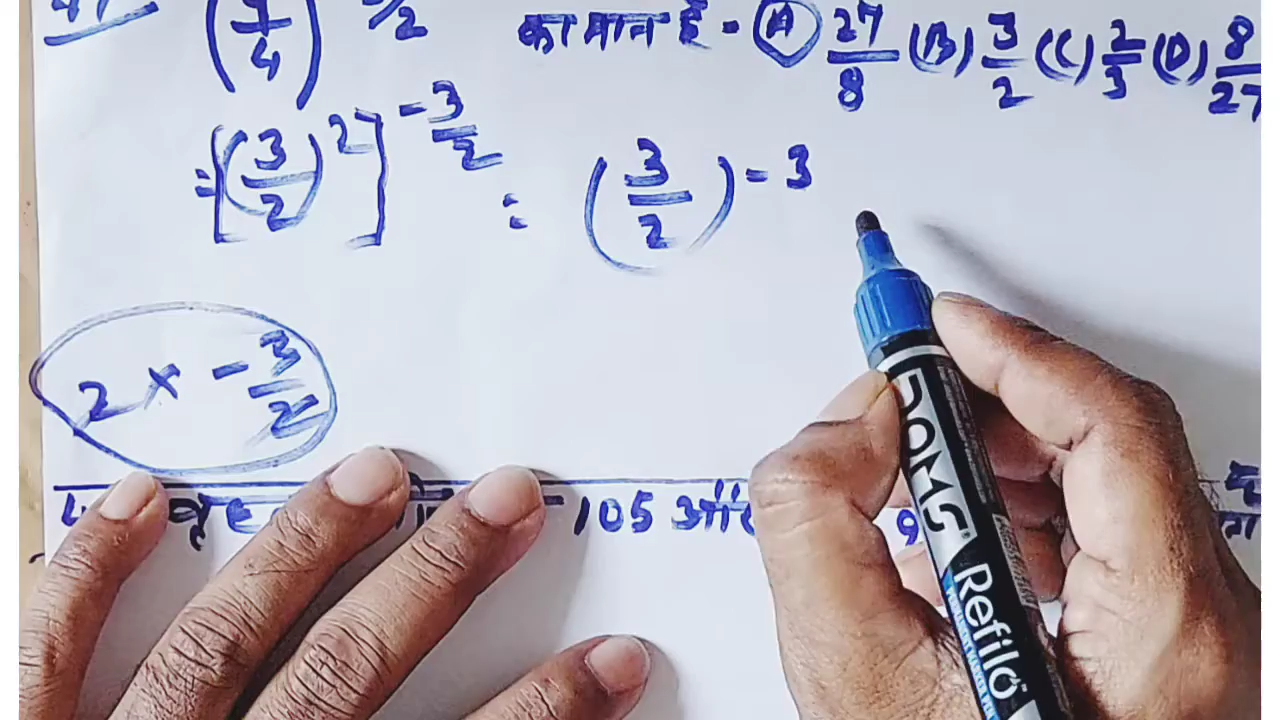 (9/4) 3/2 का मान है - (A) 27/8 (B) 3/2 (C) 2/3 (D) 8/27
= [(3/2)^2]^-3/2 = (3/2)^-3
2 x -3/2
105 और
DOMS
Refilo